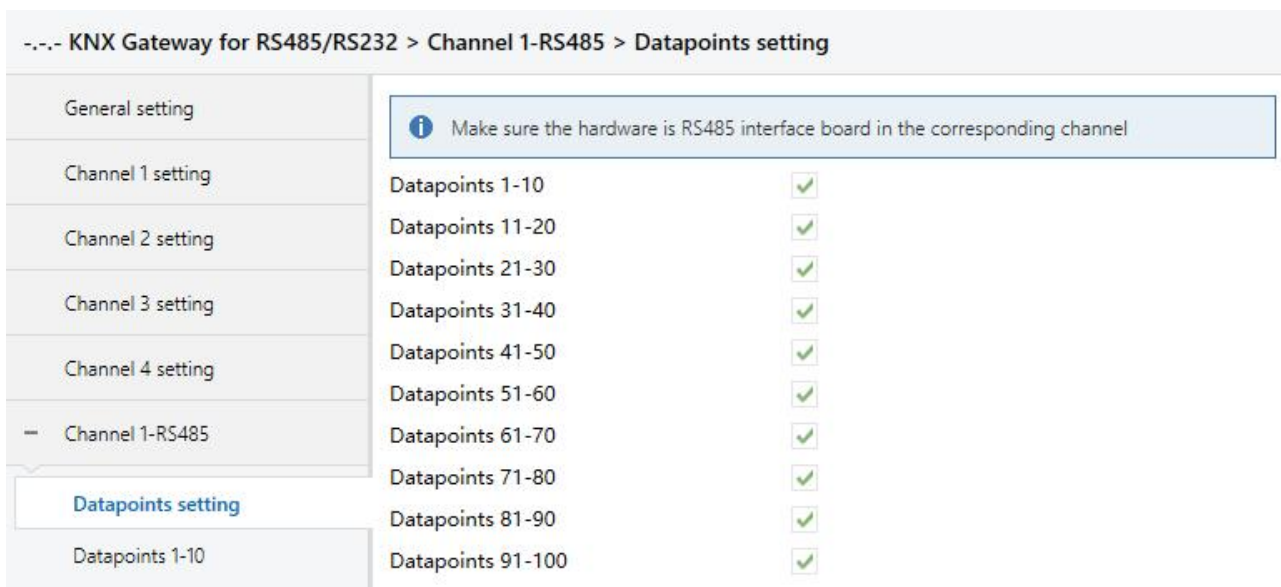 -.-.- KNX Gateway for RS485/RS232 > Channel 1-RS485 > Datapoints setting
General setting
Channel 1 setting
Channel 2 setting
Channel 3 setting
Channel 4 setting
− Channel 1-RS485
Datapoints setting
Datapoints 1-10
Make sure the hardware is RS485 interface board in the corresponding channel
Datapoints 1-10
Datapoints 11-20
Datapoints 21-30
Datapoints 31-40
Datapoints 41-50
Datapoints 51-60
Datapoints 61-70
Datapoints 71-80
Datapoints 81-90
Datapoints 91-100